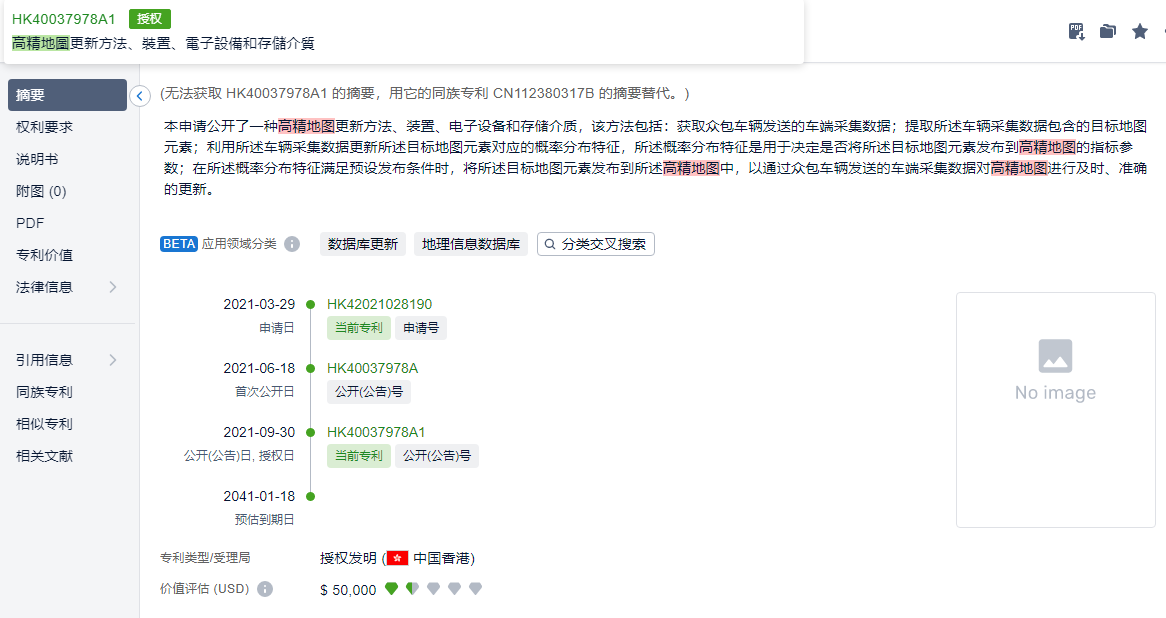 HK40037978A1 授权
高精地圖更新方法、裝置、電子設備和存儲介質
PDF
摘要
权利要求
说明书
附图 (0)
PDF
专利价值
法律信息
引用信息
同族专利
相似专利
相关文献
(无法获取 HK40037978A1 的摘要，用它的同族专利 CN112380317B 的摘要替代。)
本申请公开了一种高精地图更新方法、装置、电子设备和存储介质，该方法包括：获取众包车辆发送的车端采集数据；提取所述车辆采集数据包含的目标地图
元素；利用所述车辆采集数据更新所述目标地图元素对应的概率分布特征，所述概率分布特征是用于决定是否将所述目标地图元素发布到高精地图的指标参
数；在所述概率分布特征满足预设发布条件时，将所述目标地图元素发布到所述高精地图中，以通过众包车辆发送的车端采集数据对高精地图进行及时、准确
的更新。
BETA 应用领域分类 数据库更新 地理信息数据库 分类交叉搜索
2021-03-29 HK42021028190
申请日 当前专利 申请号
2021-06-18 HK40037978A
首次公开日 公开(公告)号
2021-09-30 HK40037978A1
公开(公告)日, 授权日 当前专利 公开(公告)号
2041-01-18
预估到期日
No image
专利类型/受理局 授权发明 (中国香港)
价值评估 (USD) $ 50,000